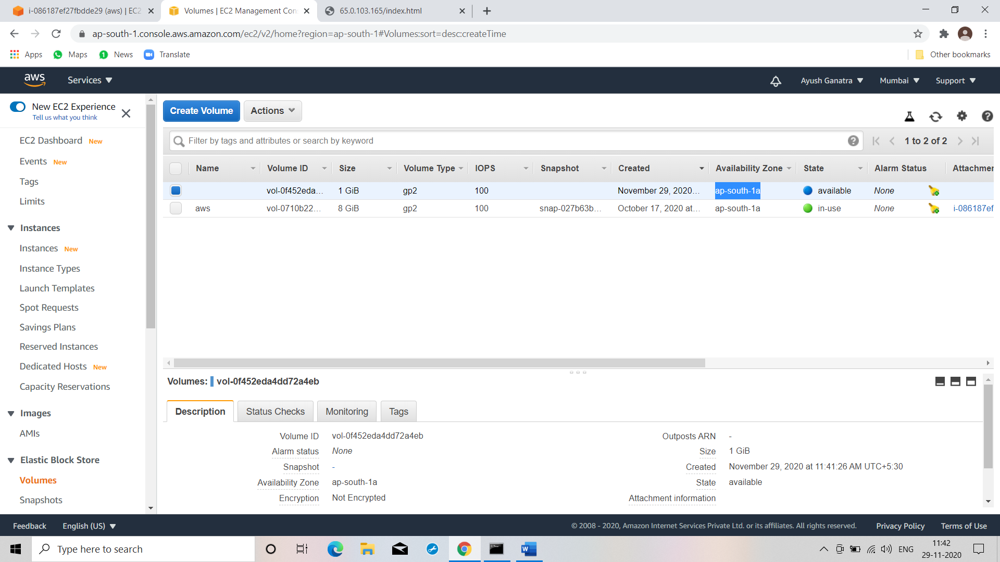 i-086187ef27fbdde29 (aws) | EC2
Volumes | EC2 Management Con
65.0.103.165/index.html
ap-south-1.console.aws.amazon.com/ec2/v2/home?region=ap-south-1#Volumes:sort=desc:createTime
Apps Maps News Translate Other bookmarks
aws Services Ayush Ganatra Mumbai Support
New EC2 Experience
Tell us what you think
EC2 Dashboard New
Events New
Tags
Limits
Instances
Instances New
Instance Types
Launch Templates
Spot Requests
Savings Plans
Reserved Instances
Dedicated Hosts New
Capacity Reservations
Images
AMIs
Elastic Block Store
Volumes
Snapshots
Create Volume Actions
Filter by tags and attributes or search by keyword 1 to 2 of 2
Name Volume ID Size Volume Type IOPS Snapshot Created Availability Zone State Alarm Status Attachmen
vol-0f452eda... 1 GiB gp2 100 November 29, 2020... ap-south-1a available None
aws vol-0710b22... 8 GiB gp2 100 snap-027b63b... October 17, 2020 at... ap-south-1a in-use None i-086187ef
Volumes: vol-0f452eda4dd72a4eb
Description Status Checks Monitoring Tags
Volume ID vol-0f452eda4dd72a4eb Outposts ARN -
Alarm status None Size 1 GiB
Snapshot - Created November 29, 2020 at 11:41:26 AM UTC+5:30
Availability Zone ap-south-1a State available
Encryption Not Encrypted Attachment information
Feedback English (US) © 2008 - 2020, Amazon Internet Services Private Ltd. or its affiliates. All rights reserved. Privacy Policy Terms of Use
Type here to search ENG 11:42
29-11-2020